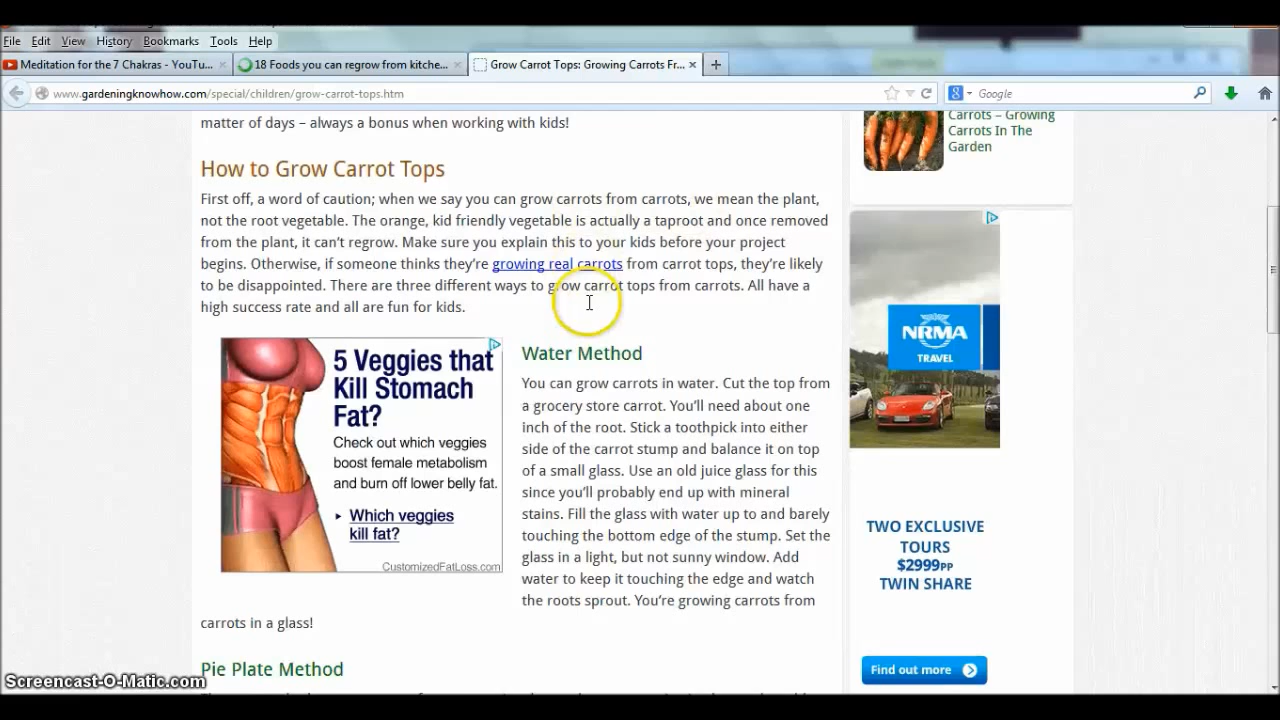 File Edit View History Bookmarks Tools Help
Meditation for the 7 Chakras - YouTu... × 18 Foods you can regrow from kitche... × Grow Carrot Tops: Growing Carrots Fr... × +
www.gardeningknowhow.com/special/children/grow-carrot-tops.htm
Google
matter of days – always a bonus when working with kids!
How to Grow Carrot Tops
First off, a word of caution; when we say you can grow carrots from carrots, we mean the plant,
not the root vegetable. The orange, kid friendly vegetable is actually a taproot and once removed
from the plant, it can't regrow. Make sure you explain this to your kids before your project
begins. Otherwise, if someone thinks they're growing real carrots from carrot tops, they're likely
to be disappointed. There are three different ways to grow carrot tops from carrots. All have a
high success rate and all are fun for kids.
5 Veggies that
Kill Stomach
Fat?
Check out which veggies
boost female metabolism
and burn off lower belly fat.
Which veggies
kill fat?
CustomizedFatLoss.com
Water Method
You can grow carrots in water. Cut the top from
a grocery store carrot. You'll need about one
inch of the root. Stick a toothpick into either
side of the carrot stump and balance it on top
of a small glass. Use an old juice glass for this
since you'll probably end up with mineral
stains. Fill the glass with water up to and barely
touching the bottom edge of the stump. Set the
glass in a light, but not sunny window. Add
water to keep it touching the edge and watch
the roots sprout. You're growing carrots from
carrots in a glass!
Pie Plate Method
Carrots – Growing
Carrots In The
Garden
NRMA
TRAVEL
TWO EXCLUSIVE
TOURS
$2999PP
TWIN SHARE
Find out more
Screencast-O-Matic.com